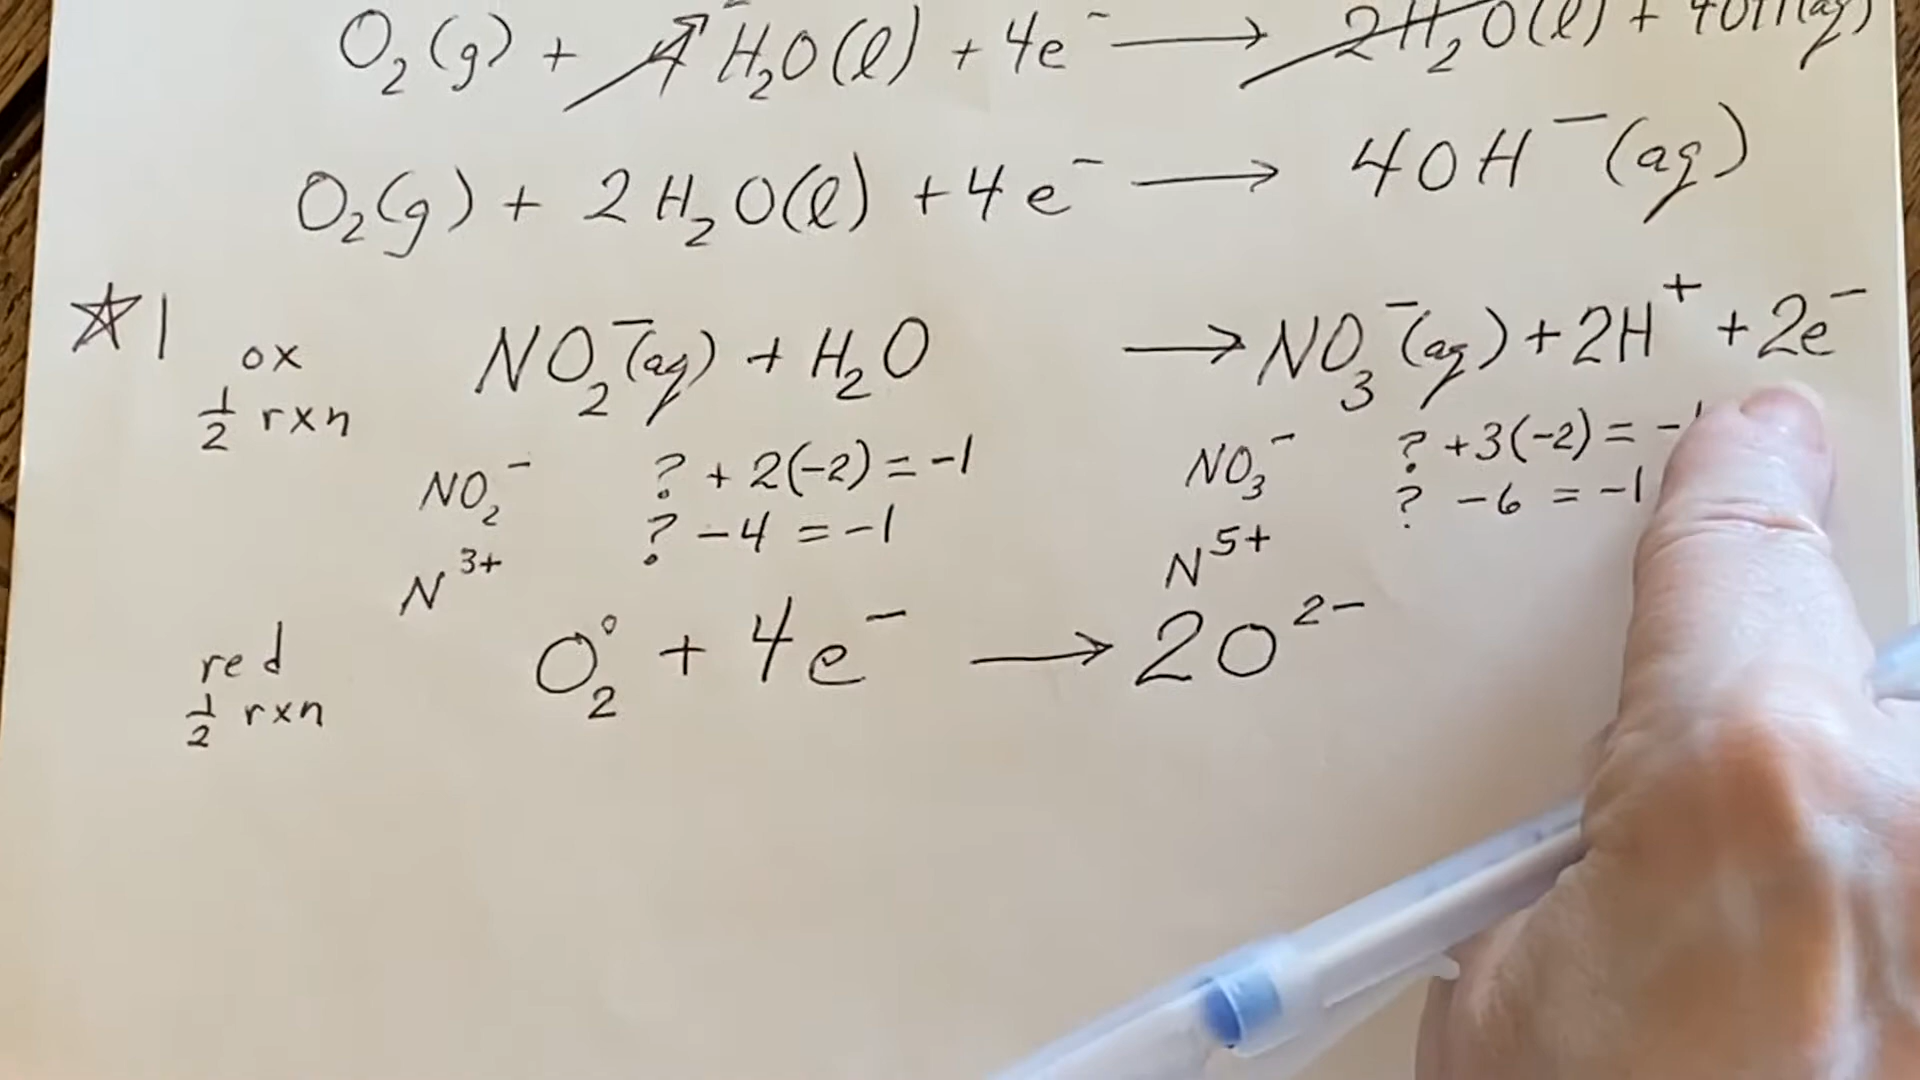 O₂(g) + 4 H₂O(l) + 4e⁻ → 2H₂O(l) + 4OH⁻(aq)
O₂(g) + 2 H₂O(l) + 4e⁻ → 4OH⁻(aq)
☆1 ox ½ rxn NO₂⁻(aq) + H₂O → NO₃⁻(aq) + 2H⁺ + 2e⁻
NO₂⁻ ? + 2(-2) = -1 NO₃⁻ ? + 3(-2) = -1
? - 4 = -1 ? - 6 = -1
N³⁺ N⁵⁺
red ½ rxn O₂⁰ + 4e⁻ → 2O²⁻